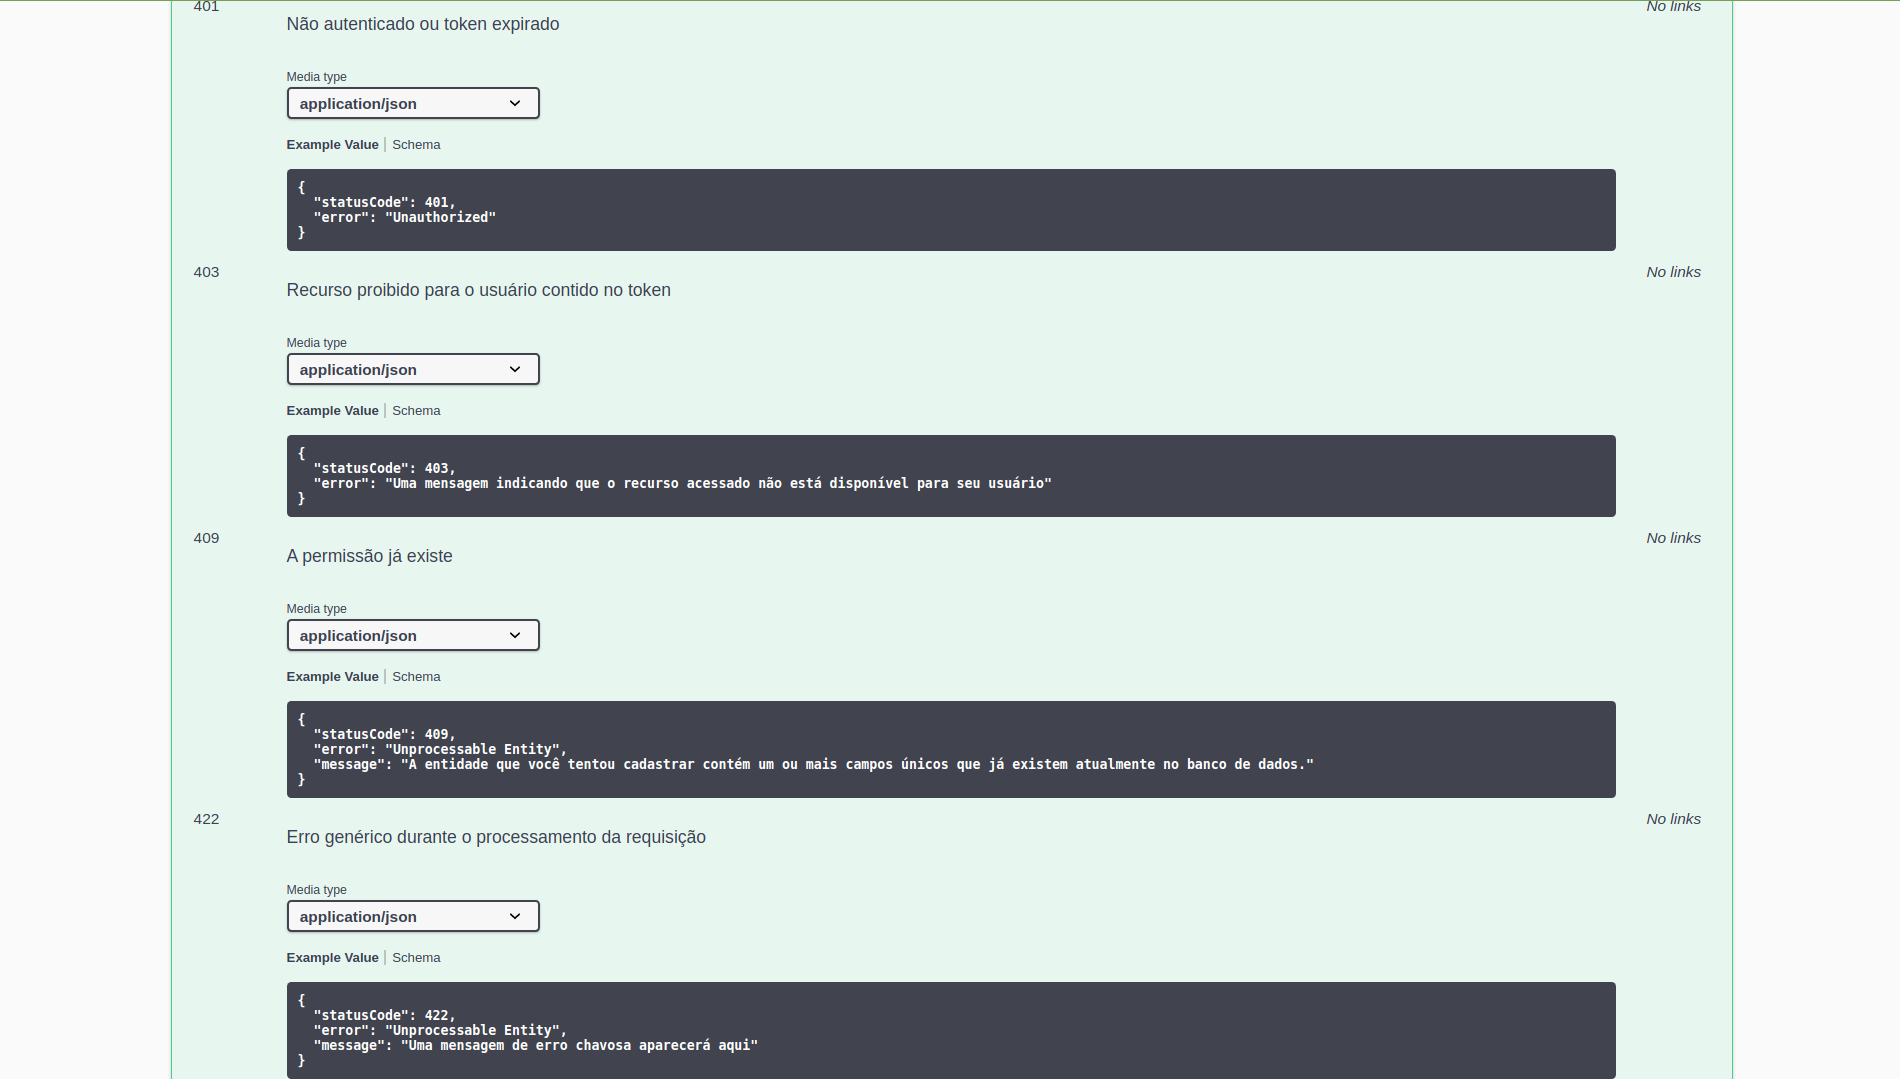 401 No links
Não autenticado ou token expirado
Media type
application/json
Example Value Schema
{
  "statusCode": 401,
  "error": "Unauthorized"
}
403 No links
Recurso proibido para o usuário contido no token
Media type
application/json
Example Value Schema
{
  "statusCode": 403,
  "error": "Uma mensagem indicando que o recurso acessado não está disponível para seu usuário"
}
409 No links
A permissão já existe
Media type
application/json
Example Value Schema
{
  "statusCode": 409,
  "error": "Unprocessable Entity",
  "message": "A entidade que você tentou cadastrar contém um ou mais campos únicos que já existem atualmente no banco de dados."
}
422 No links
Erro genérico durante o processamento da requisição
Media type
application/json
Example Value Schema
{
  "statusCode": 422,
  "error": "Unprocessable Entity",
  "message": "Uma mensagem de erro chavosa aparecerá aqui"
}